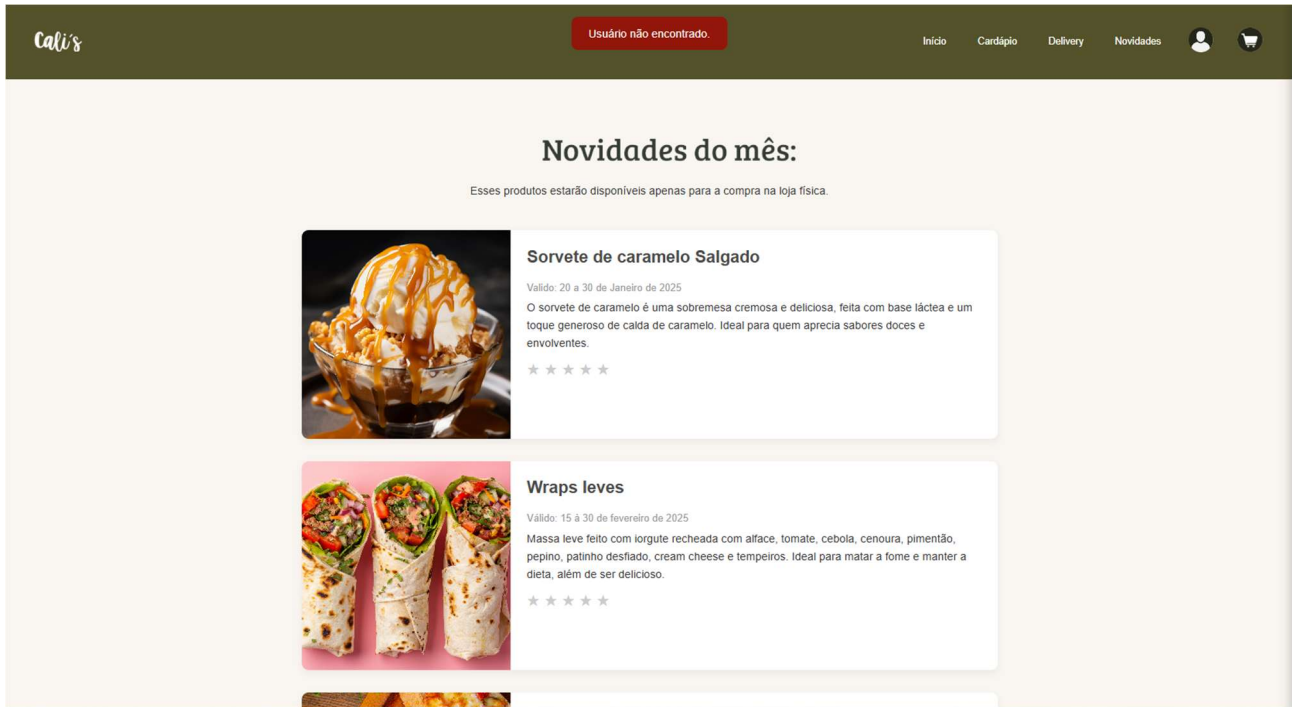 Cali's
Usuário não encontrado.
Início
Cardápio
Delivery
Novidades
Novidades do mês:
Esses produtos estarão disponíveis apenas para a compra na loja física.
Sorvete de caramelo Salgado
Valido: 20 a 30 de Janeiro de 2025
O sorvete de caramelo é uma sobremesa cremosa e deliciosa, feita com base láctea e um
toque generoso de calda de caramelo. Ideal para quem aprecia sabores doces e
envolventes.
Wraps leves
Válido: 15 à 30 de fevereiro de 2025
Massa leve feito com iorgute recheada com alface, tomate, cebola, cenoura, pimentão,
pepino, patinho desfiado, cream cheese e tempeiros. Ideal para matar a fome e manter a
dieta, além de ser delicioso.